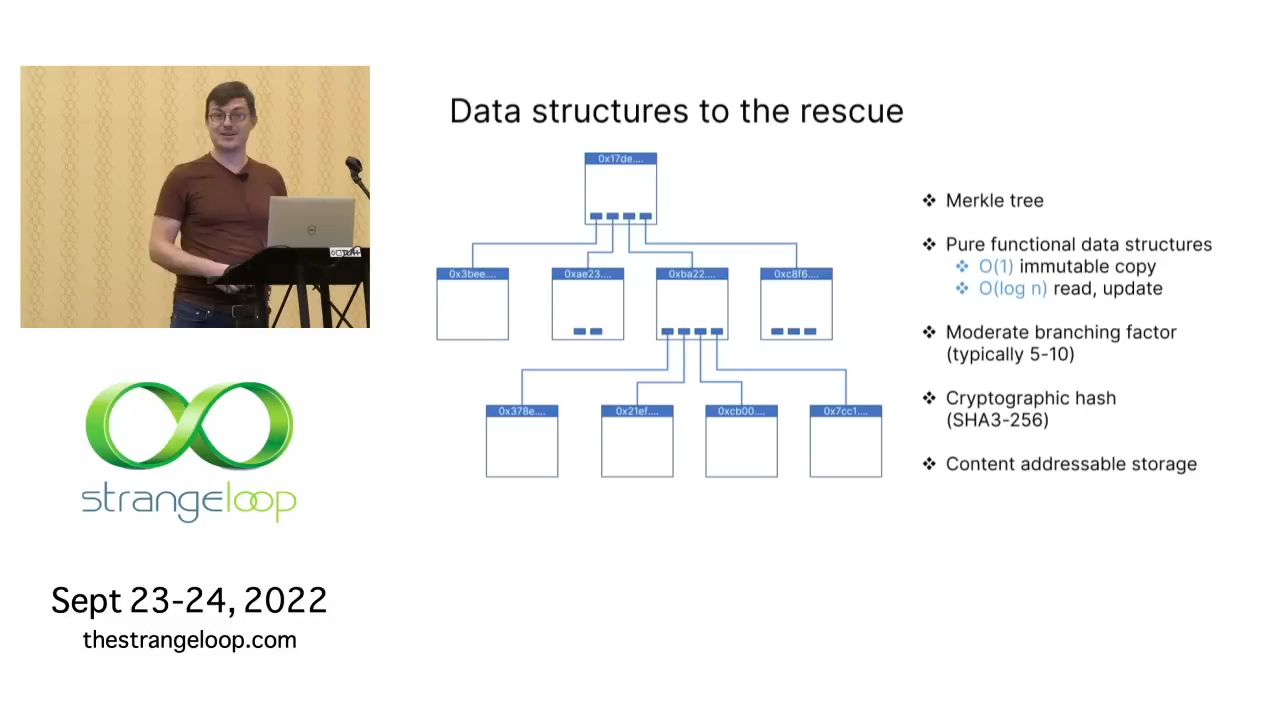 Data structures to the rescue
0x17de....
0x3bee....
0xae23....
0xba22....
0xc8f6....
0x378e....
0x21ef....
0xcb00....
0x7cc1....
Merkle tree
Pure functional data structures
O(1) immutable copy
O(log n) read, update
Moderate branching factor
(typically 5-10)
Cryptographic hash
(SHA3-256)
Content addressable storage
strangeloop
Sept 23-24, 2022
thestrangeloop.com